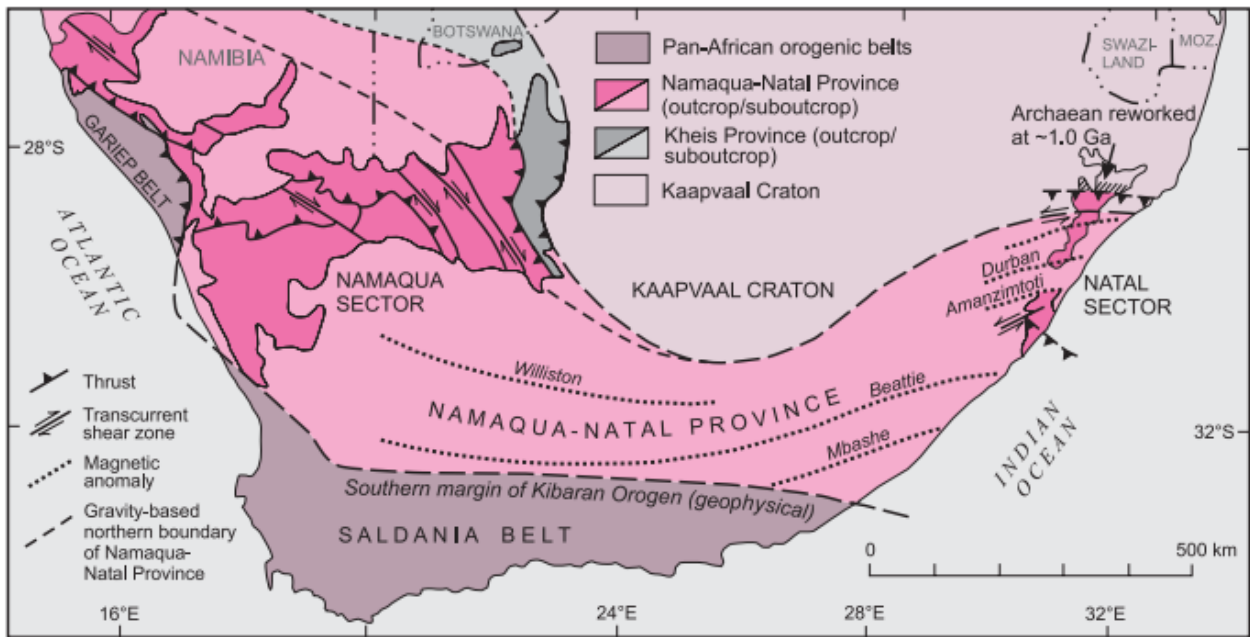 NAMIBIA
BOTSWANA
SWAZI-
LAND
MOZ.
Pan-African orogenic belts
Namaqua-Natal Province
(outcrop/suboutcrop)
Kheis Province (outcrop/
suboutcrop)
Kaapvaal Craton
Archaean reworked
at ~1.0 Ga
28°S
28°S
GARIEP BELT
ATLANTIC
OCEAN
NAMAQUA
SECTOR
KAAPVAAL CRATON
Durban
Amanzimtoti
NATAL
SECTOR
Williston
NAMAQUA-NATAL PROVINCE
Beattie
Mbashe
INDIAN
OCEAN
32°S
Thrust
Transcurrent
shear zone
Magnetic
anomaly
Gravity-based
northern boundary
of Namaqua-
Natal Province
Southern margin of Kibaran Orogen (geophysical)
SALDANIA BELT
0
500 km
16°E
24°E
28°E
32°E